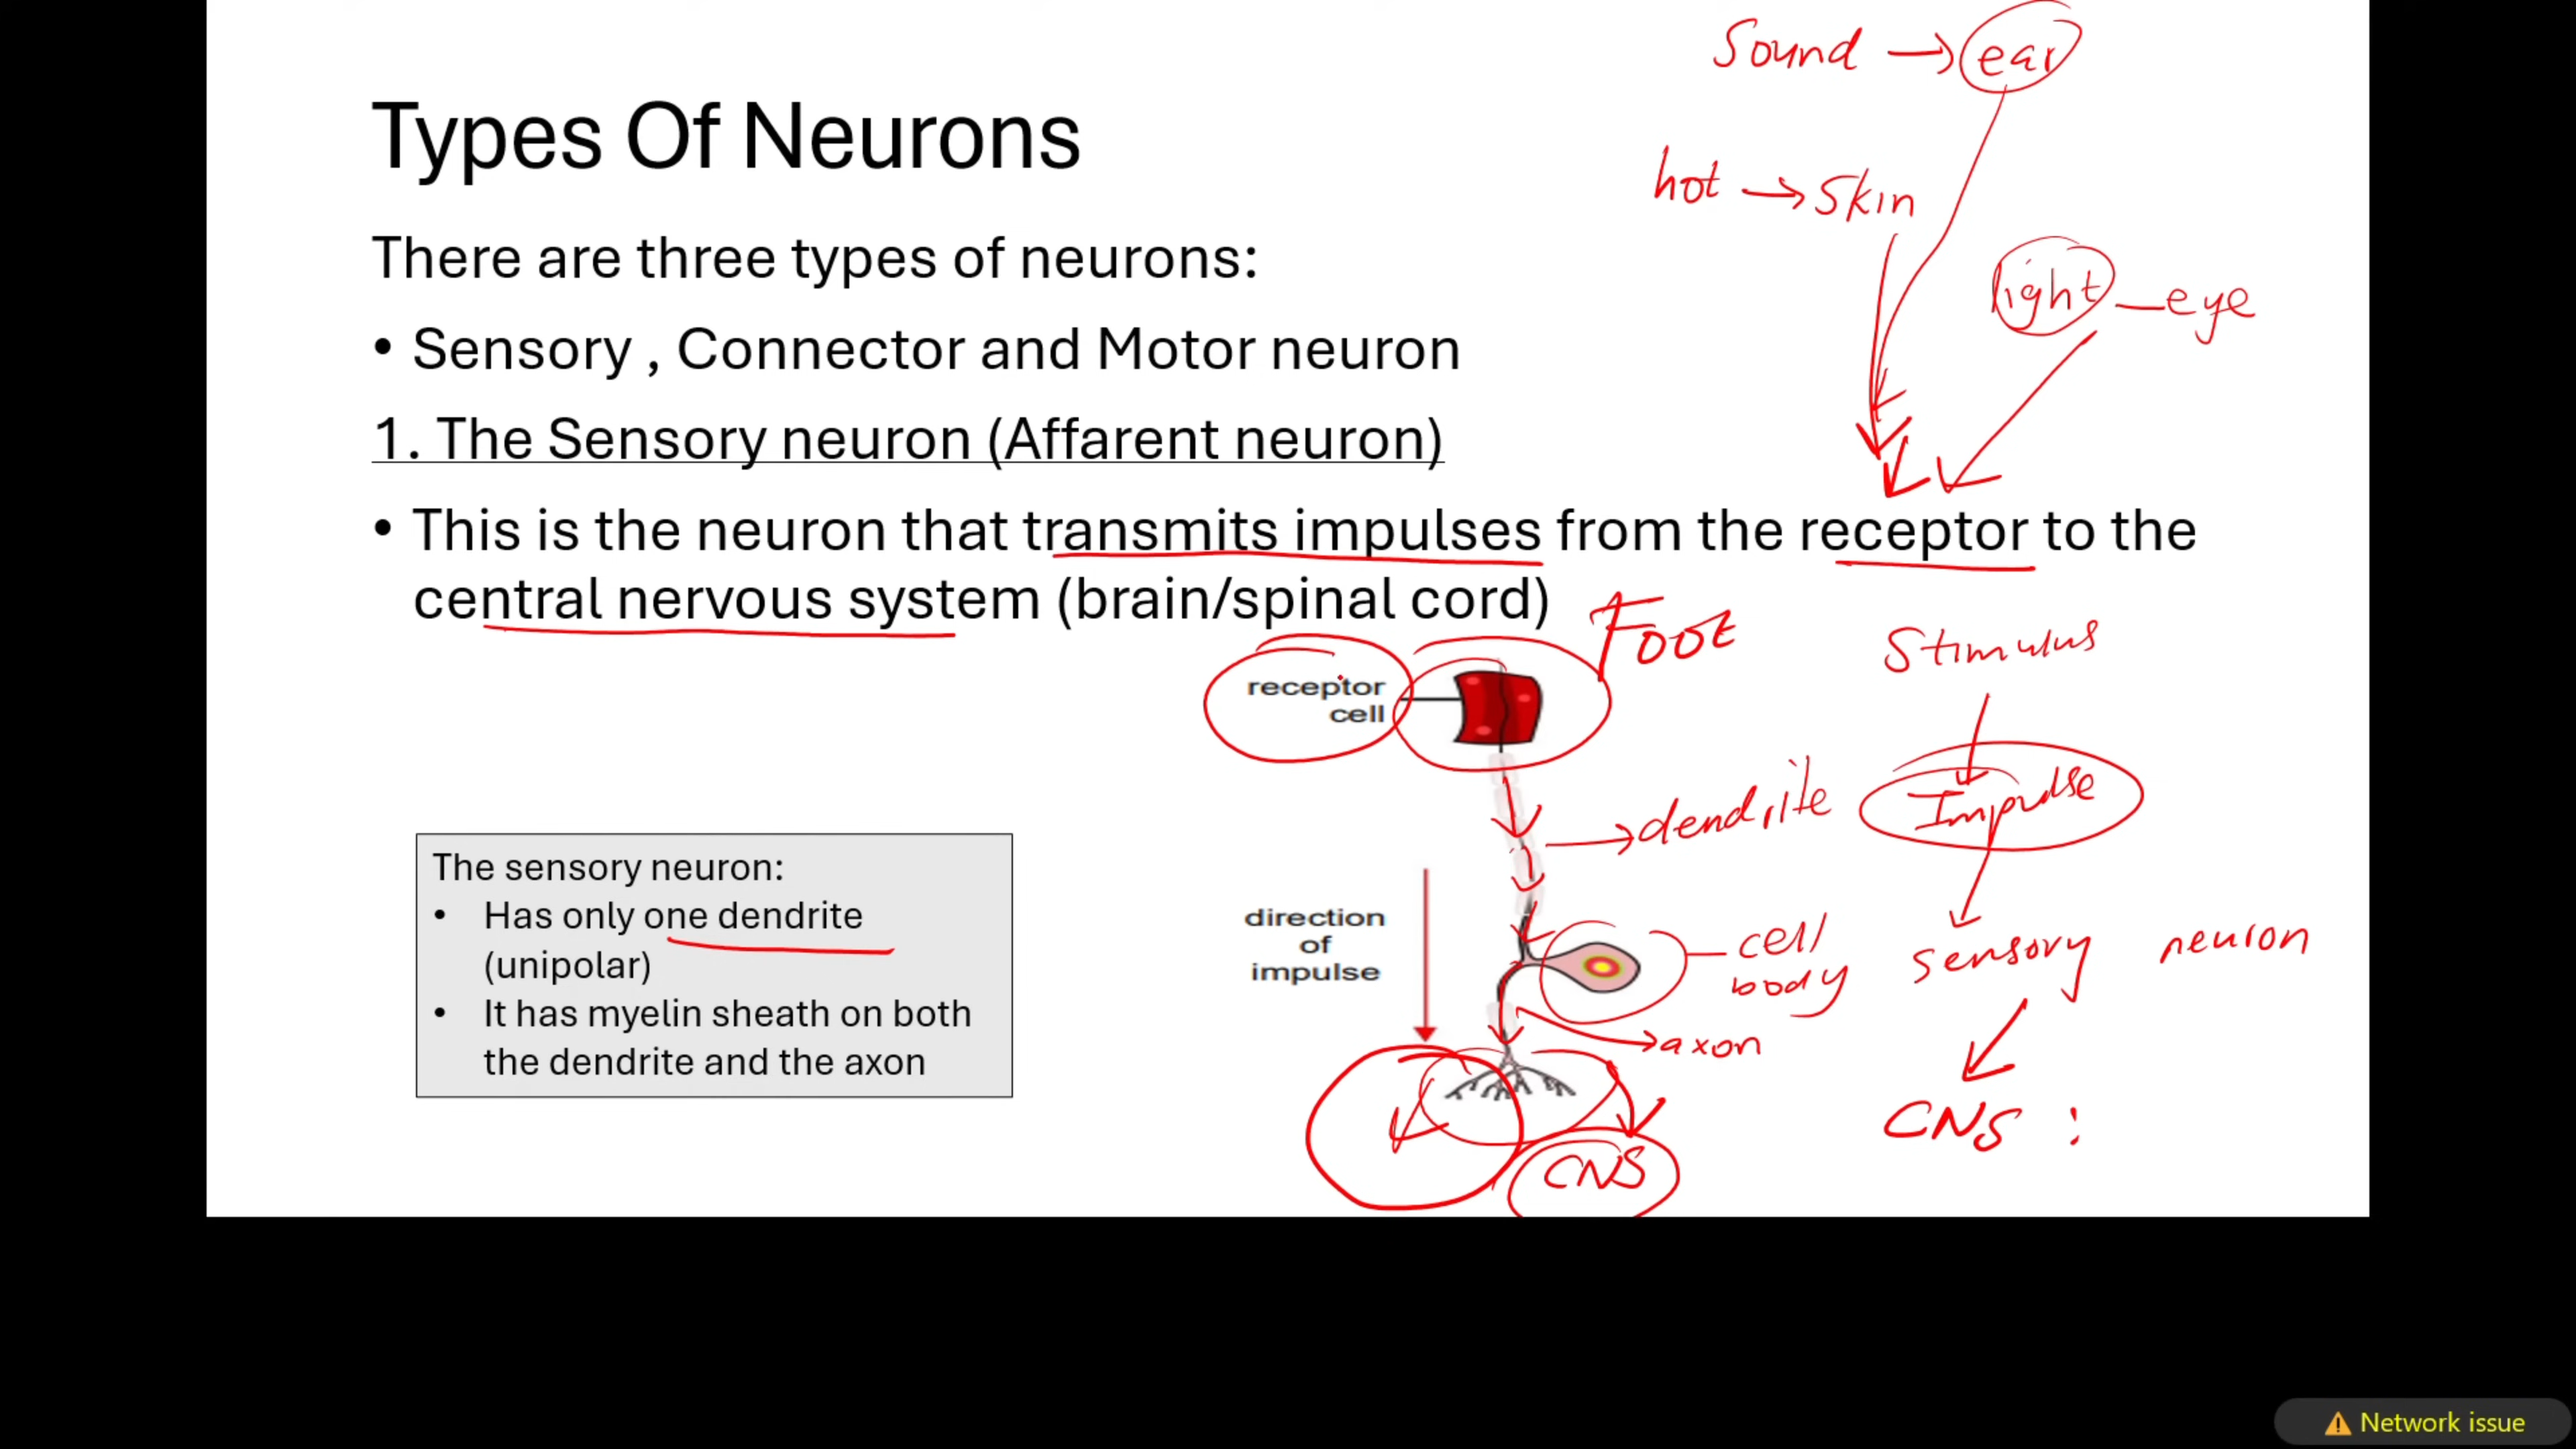 Sound → ear
hot → skin
light — eye
Types Of Neurons
There are three types of neurons:
• Sensory , Connector and Motor neuron
1. The Sensory neuron (Affarent neuron)
• This is the neuron that transmits impulses from the receptor to the
central nervous system (brain/spinal cord)
Foot
receptor
cell
dendrite
direction
of
impulse
cell
body
axon
CNS
Stimulus
Impulse
sensory neuron
CNS :
The sensory neuron:
• Has only one dendrite
(unipolar)
• It has myelin sheath on both
the dendrite and the axon
Network issue